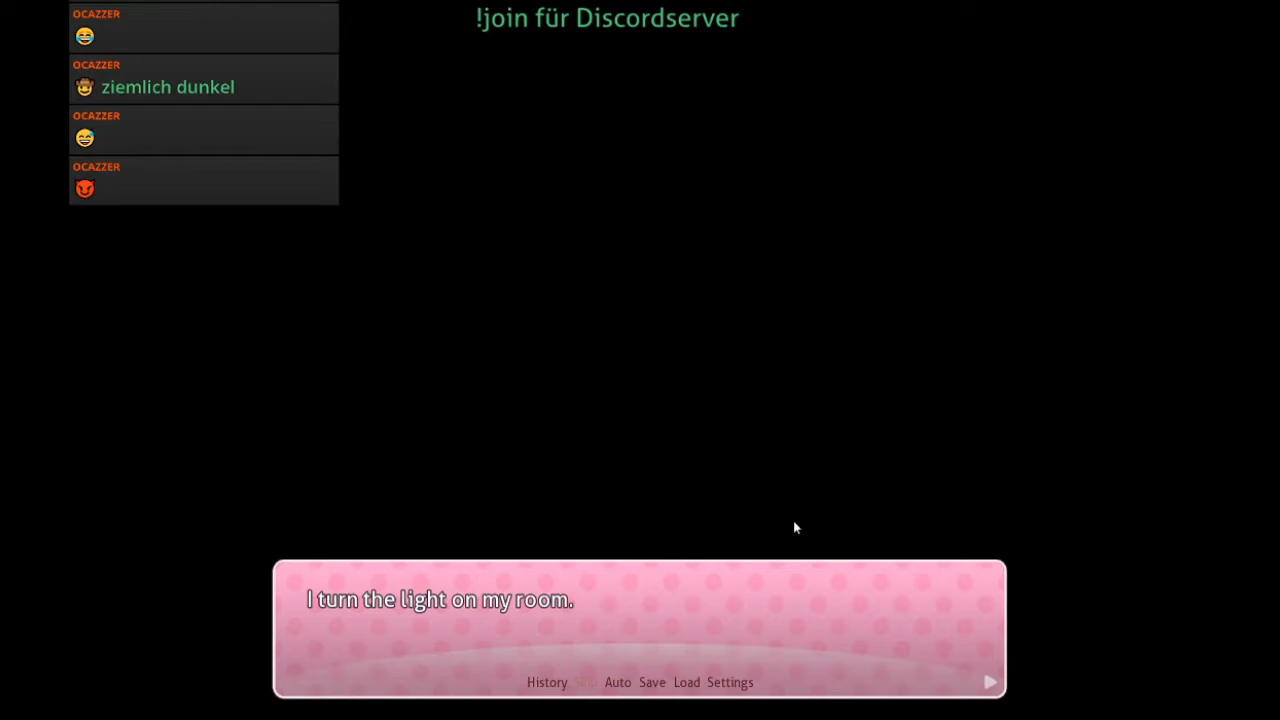 OCAZZER
!join für Discordserver
😂
OCAZZER
🤠 ziemlich dunkel
OCAZZER
😅
OCAZZER
😈
I turn the light on my room.
History Skip Auto Save Load Settings